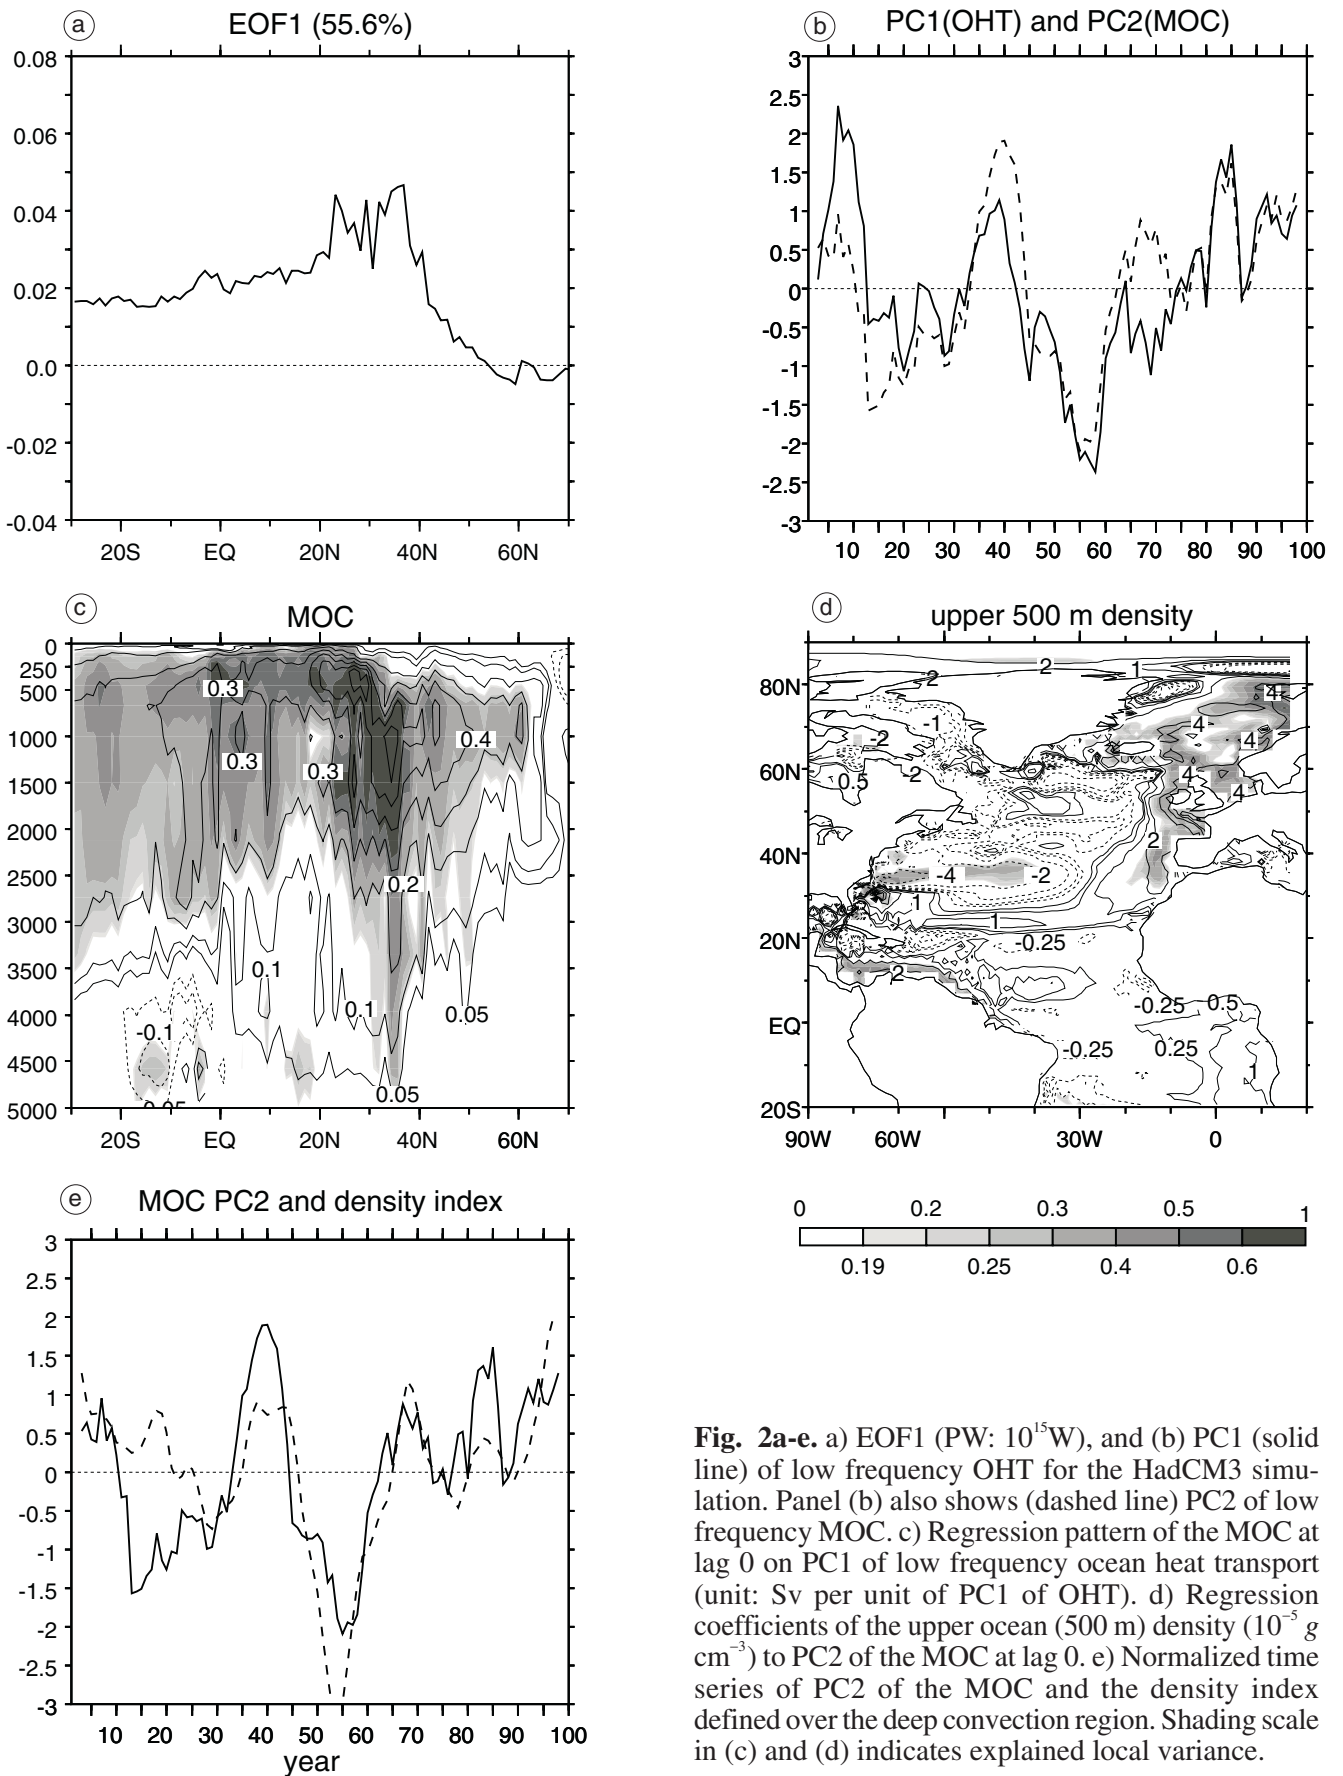 a
EOF1 (55.6%)
0.08
0.06
0.04
0.02
0.0
-0.02
-0.04
20S EQ 20N 40N 60N
b
PC1(OHT) and PC2(MOC)
3
2.5
2
1.5
1
0.5
0
-0.5
-1
-1.5
-2
-2.5
-3
10 20 30 40 50 60 70 80 90 100
c
MOC
0
250
500
1000
1500
2000
2500
3000
3500
4000
4500
5000
0.3
0.3
0.3
0.4
0.2
0.1
0.1
0.05
-0.1
0.05
20S EQ 20N 40N 60N
d
upper 500 m density
80N
60N
40N
20N
EQ
20S
2
1
-2
4
-1
4
-2
4
0.5
-2
4
4
2
-4
-2
1
1
-0.25
2
-0.25
0.5
-0.25
0.25
1
90W 60W 30W 0
0 0.2 0.3 0.5 1
0.19 0.25 0.4 0.6
e
MOC PC2 and density index
3
2.5
2
1.5
1
0.5
0
-0.5
-1
-1.5
-2
-2.5
-3
10 20 30 40 50 60 70 80 90 100
year
Fig. 2a-e. a) EOF1 (PW: 10¹⁵W), and (b) PC1 (solid
line) of low frequency OHT for the HadCM3 simu-
lation. Panel (b) also shows (dashed line) PC2 of low
frequency MOC. c) Regression pattern of the MOC at
lag 0 on PC1 of low frequency ocean heat transport
(unit: Sv per unit of PC1 of OHT). d) Regression
coefficients of the upper ocean (500 m) density (10⁻⁵ g
cm⁻³) to PC2 of the MOC at lag 0. e) Normalized time
series of PC2 of the MOC and the density index
defined over the deep convection region. Shading scale
in (c) and (d) indicates explained local variance.